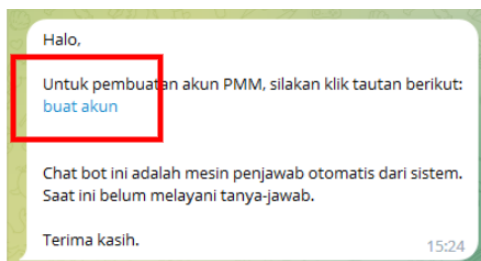 Halo,
Untuk pembuatan akun PMM, silakan klik tautan berikut:
buat akun
Chat bot ini adalah mesin penjawab otomatis dari sistem.
Saat ini belum melayani tanya-jawab.
Terima kasih.
15:24